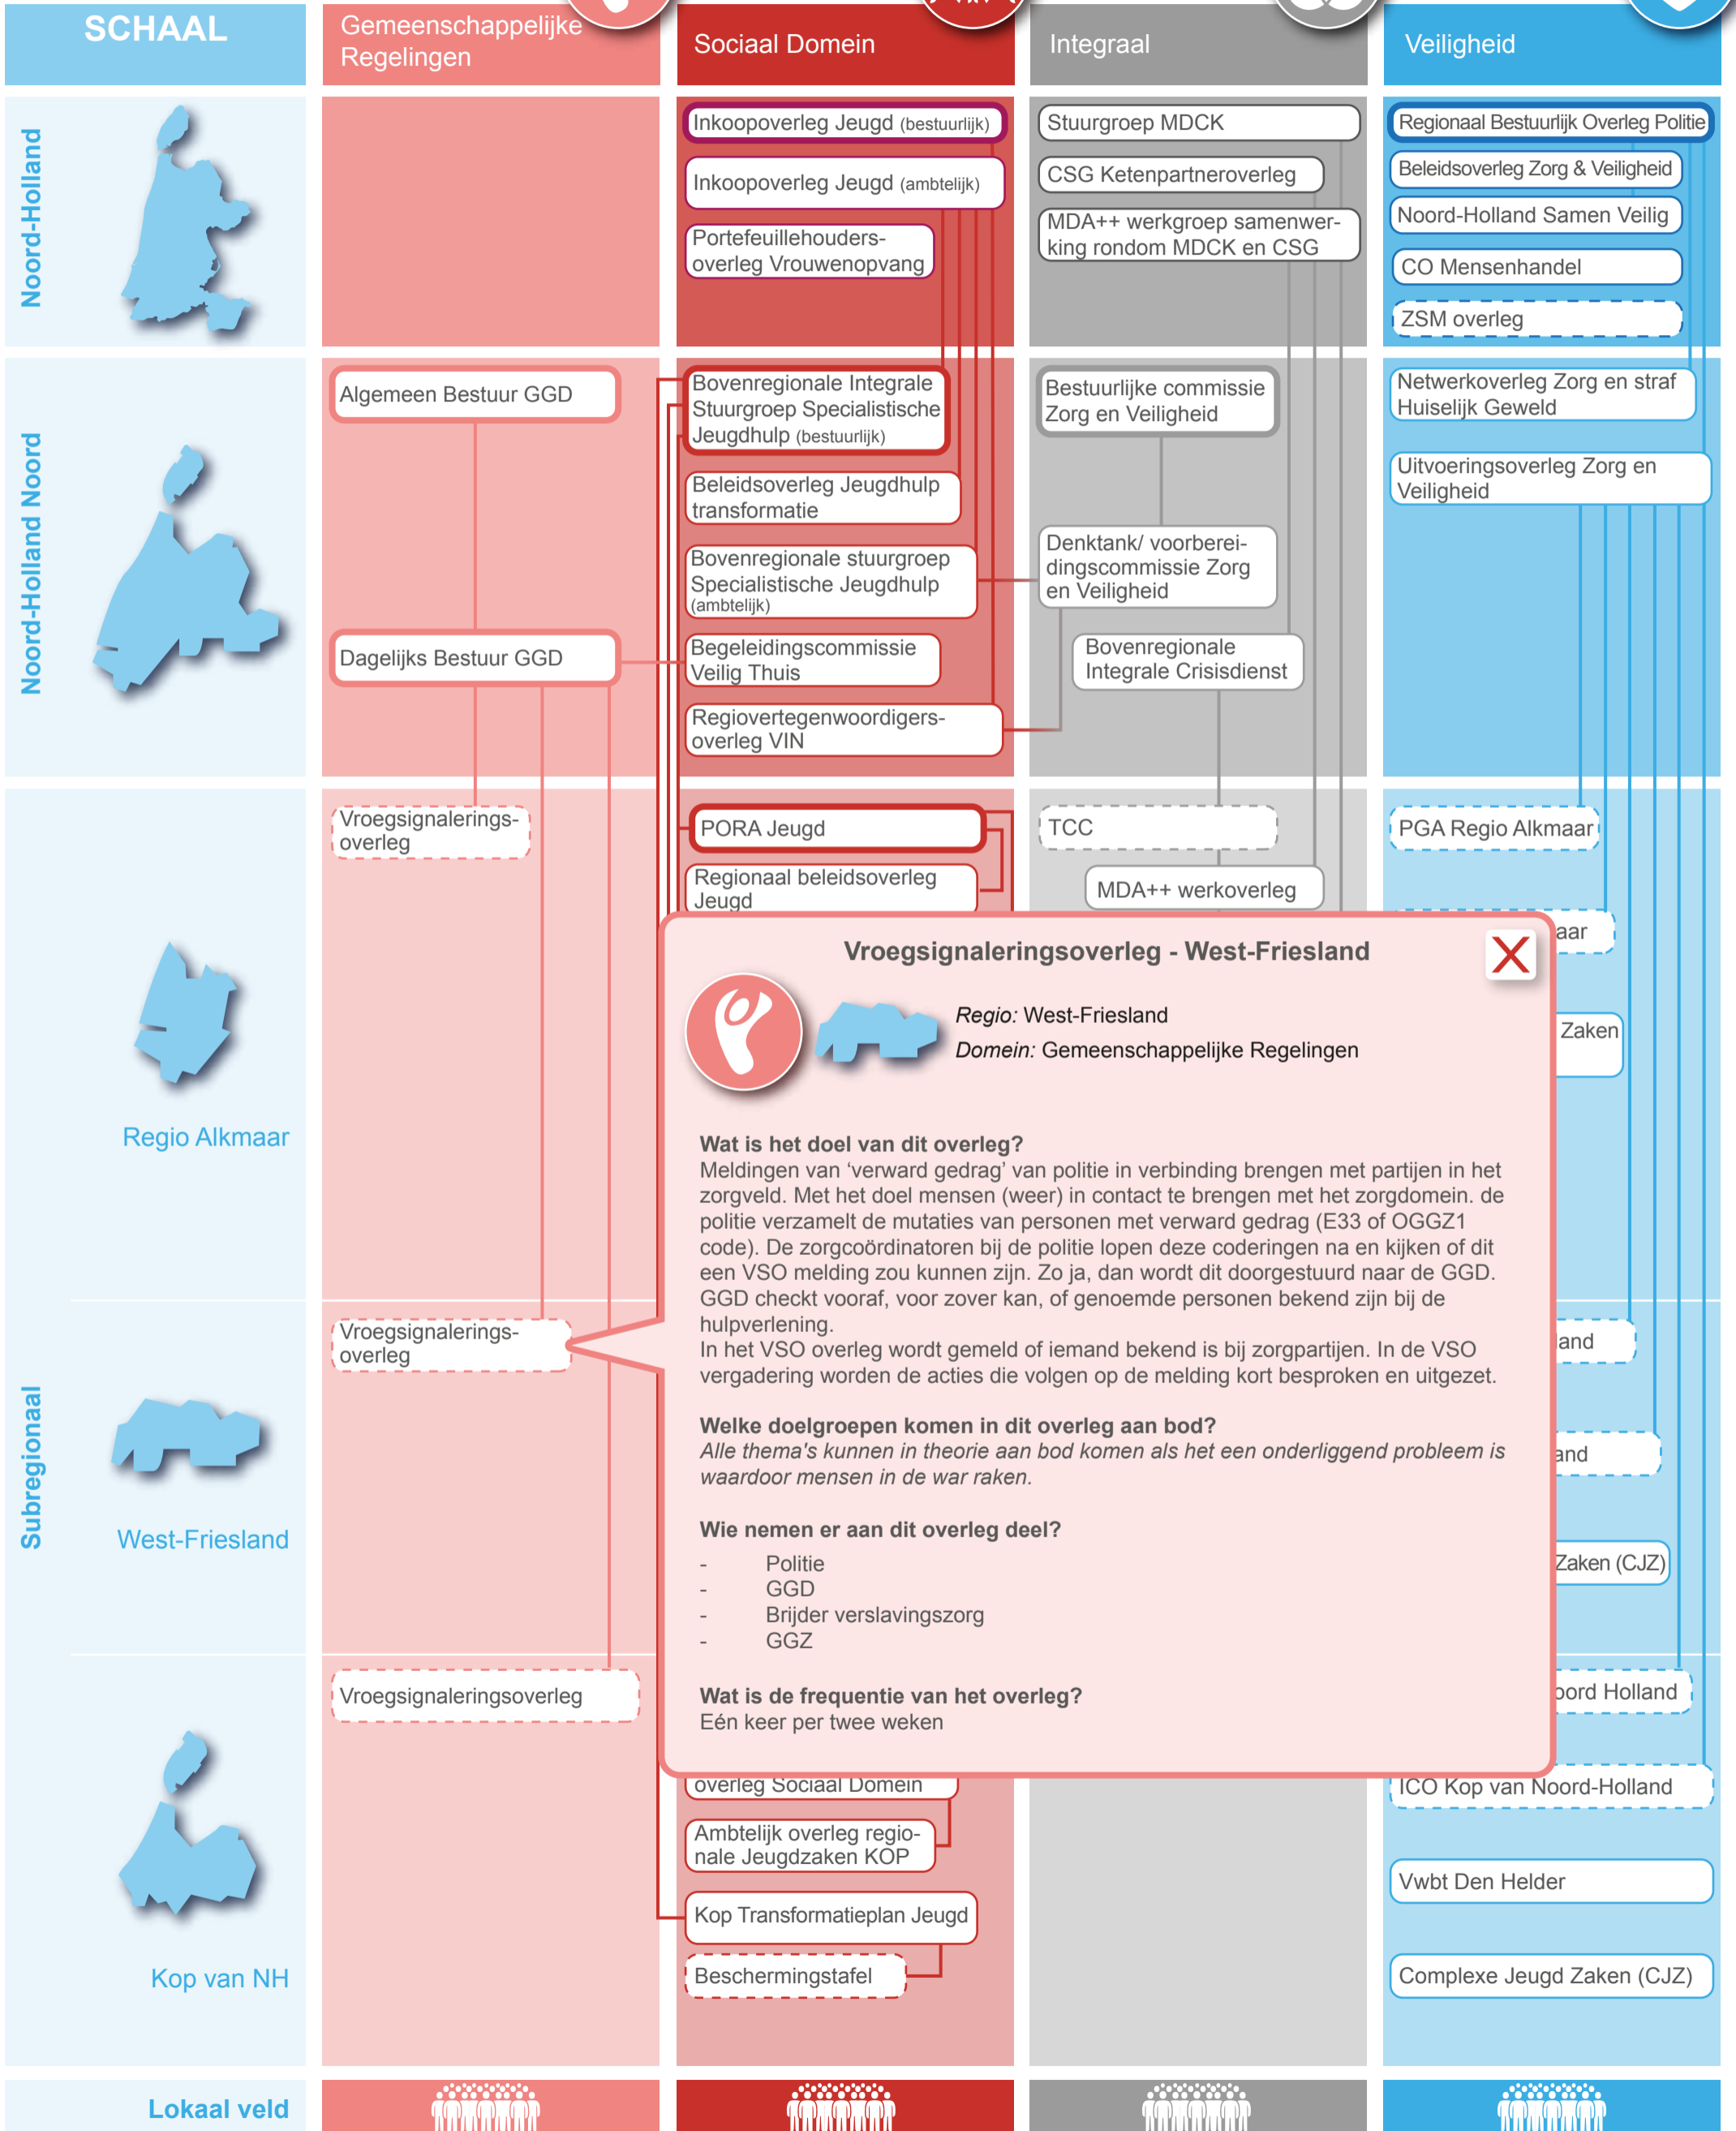 SCHAAL
Gemeenschappelijke
Regelingen
Sociaal Domein
Integraal
Veiligheid
Noord-Holland
Inkoopoverleg Jeugd (bestuurlijk)
Inkoopoverleg Jeugd (ambtelijk)
Portefeuillehouders-
overleg Vrouwenopvang
Stuurgroep MDCK
CSG Ketenpartneroverleg
MDA++ werkgroep samenwer-
king rondom MDCK en CSG
Regionaal Bestuurlijk Overleg Politie
Beleidsoverleg Zorg & Veiligheid
Noord-Holland Samen Veilig
CO Mensenhandel
ZSM overleg
Noord-Holland Noord
Algemeen Bestuur GGD
Dagelijks Bestuur GGD
Bovenregionale Integrale
Stuurgroep Specialistische
Jeugdhulp (bestuurlijk)
Beleidsoverleg Jeugdhulp
transformatie
Bovenregionale stuurgroep
Specialistische Jeugdhulp
(ambtelijk)
Begeleidingscommissie
Veilig Thuis
Regiovertegenwoordigers-
overleg VIN
Bestuurlijke commissie
Zorg en Veiligheid
Denktank/ voorberei-
dingscommissie Zorg
en Veiligheid
Bovenregionale
Integrale Crisisdienst
Netwerkoverleg Zorg en straf
Huiselijk Geweld
Uitvoeringsoverleg Zorg en
Veiligheid
Subregionaal
Regio Alkmaar
Vroegsignalerings-
overleg
PORA Jeugd
Regionaal beleidsoverleg
Jeugd
TCC
MDA++ werkoverleg
PGA Regio Alkmaar
aar
Zaken
Vroegsignaleringsoverleg - West-Friesland
X
Regio: West-Friesland
Domein: Gemeenschappelijke Regelingen
Wat is het doel van dit overleg?
Meldingen van ‘verward gedrag’ van politie in verbinding brengen met partijen in het
zorgveld. Met het doel mensen (weer) in contact te brengen met het zorgdomein. de
politie verzamelt de mutaties van personen met verward gedrag (E33 of OGGZ1
code). De zorgcoördinatoren bij de politie lopen deze coderingen na en kijken of dit
een VSO melding zou kunnen zijn. Zo ja, dan wordt dit doorgestuurd naar de GGD.
GGD checkt vooraf, voor zover kan, of genoemde personen bekend zijn bij de
hulpverlening.
In het VSO overleg wordt gemeld of iemand bekend is bij zorgpartijen. In de VSO
vergadering worden de acties die volgen op de melding kort besproken en uitgezet.
Welke doelgroepen komen in dit overleg aan bod?
Alle thema's kunnen in theorie aan bod komen als het een onderliggend probleem is
waardoor mensen in de war raken.
Wie nemen er aan dit overleg deel?
- Politie
- GGD
- Brijder verslavingszorg
- GGZ
Wat is de frequentie van het overleg?
Eén keer per twee weken
West-Friesland
Vroegsignalerings-
overleg
land
and
Zaken (CJZ)
Kop van NH
Vroegsignaleringsoverleg
overleg Sociaal Domein
Ambtelijk overleg regio-
nale Jeugdzaken KOP
Kop Transformatieplan Jeugd
Beschermingstafel
oord Holland
ICO Kop van Noord-Holland
Vwbt Den Helder
Complexe Jeugd Zaken (CJZ)
Lokaal veld